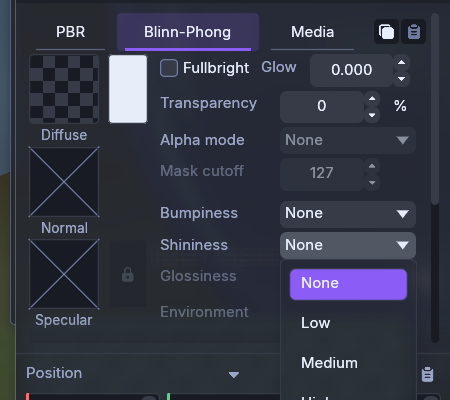 PBR Blinn-Phong Media
Fullbright Glow 0.000
Transparency 0 %
Diffuse
Alpha mode None
Mask cutoff 127
Normal
Bumpiness None
Shininess None
Glossiness
None
Environment
Specular
Low
Medium
Position